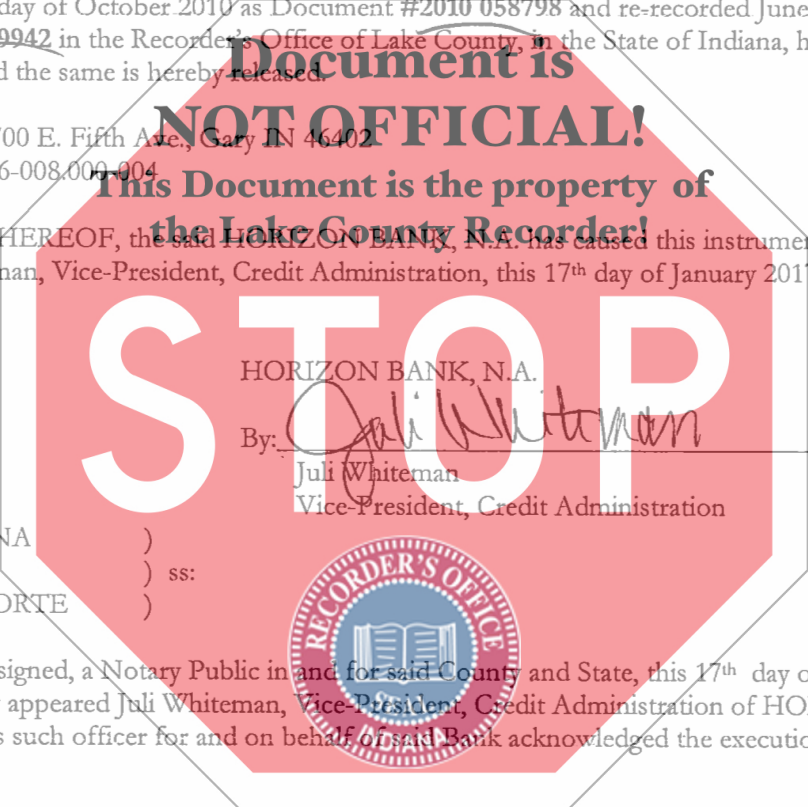 day of October 2010 as Document #2010 058798 and re-recorded June
9942 in the Recorder's Office of Lake County, in the State of Indiana, h
d the same is hereby released.
Document is
NOT OFFICIAL!
700 E. Fifth Ave., Gary IN 46402
6-008.000-004
This Document is the property of
the Lake County Recorder!
HEREOF, the said HORIZON BANK, N.A. has caused this instrumen
nan, Vice-President, Credit Administration, this 17th day of January 2017
STOP
HORIZON BANK, N.A.
By: Juli Whiteman
Juli Whiteman
Vice-President, Credit Administration
NA )
) ss:
ORTE )
RECORDER'S OFFICE
INDIANA
signed, a Notary Public in and for said County and State, this 17th day o
appeared Juli Whiteman, Vice-President, Credit Administration of HO
s such officer for and on behalf of said Bank acknowledged the executio